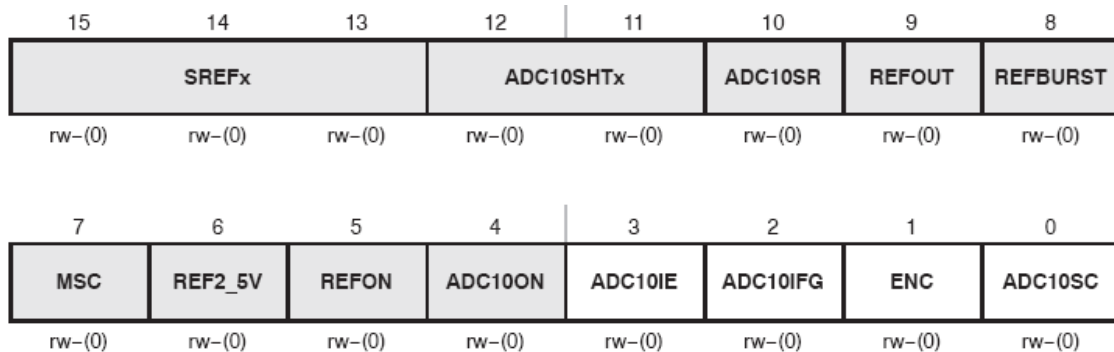 15 14 13 12 11 10 9 8
SREFx ADC10SHTx ADC10SR REFOUT REFBURST
rw−(0) rw−(0) rw−(0) rw−(0) rw−(0) rw−(0) rw−(0) rw−(0)
7 6 5 4 3 2 1 0
MSC REF2_5V REFON ADC10ON ADC10IE ADC10IFG ENC ADC10SC
rw−(0) rw−(0) rw−(0) rw−(0) rw−(0) rw−(0) rw−(0) rw−(0)